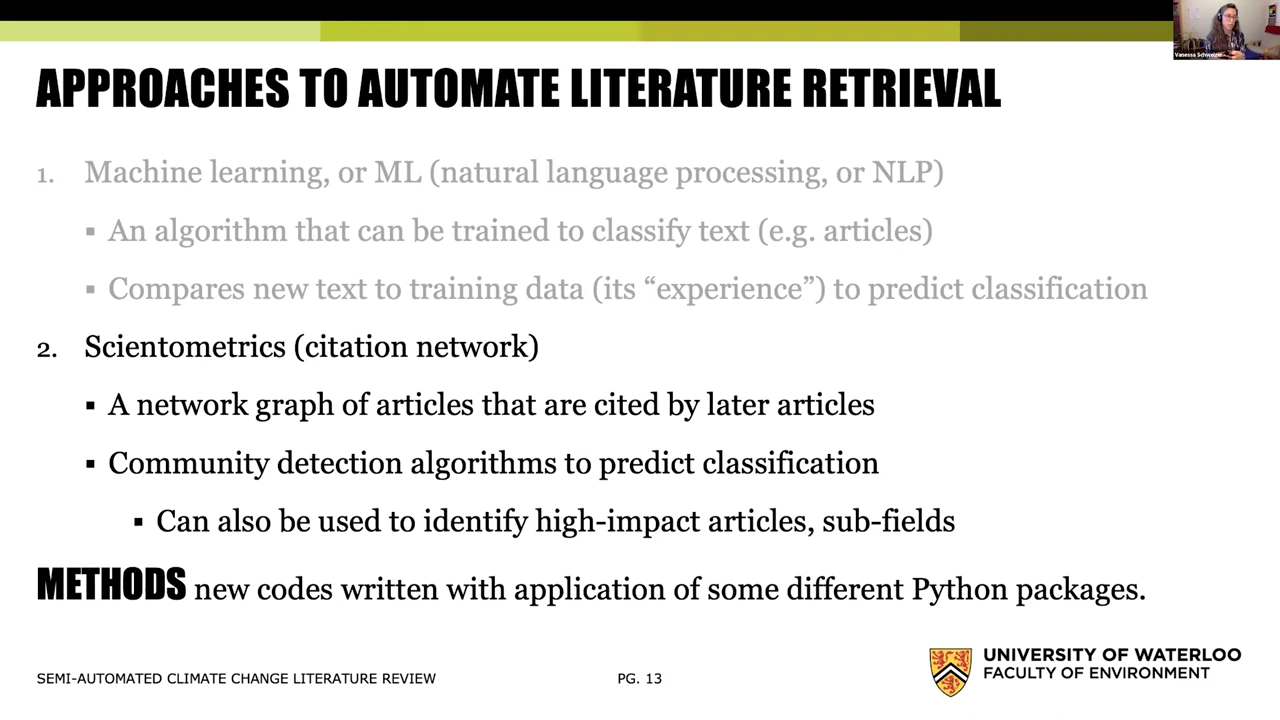 Vanessa Schweizer
APPROACHES TO AUTOMATE LITERATURE RETRIEVAL
1. Machine learning, or ML (natural language processing, or NLP)
▪ An algorithm that can be trained to classify text (e.g. articles)
▪ Compares new text to training data (its “experience”) to predict classification
2. Scientometrics (citation network)
▪ A network graph of articles that are cited by later articles
▪ Community detection algorithms to predict classification
▪ Can also be used to identify high-impact articles, sub-fields
METHODS new codes written with application of some different Python packages.
SEMI-AUTOMATED CLIMATE CHANGE LITERATURE REVIEW
PG. 13
UNIVERSITY OF WATERLOO
FACULTY OF ENVIRONMENT